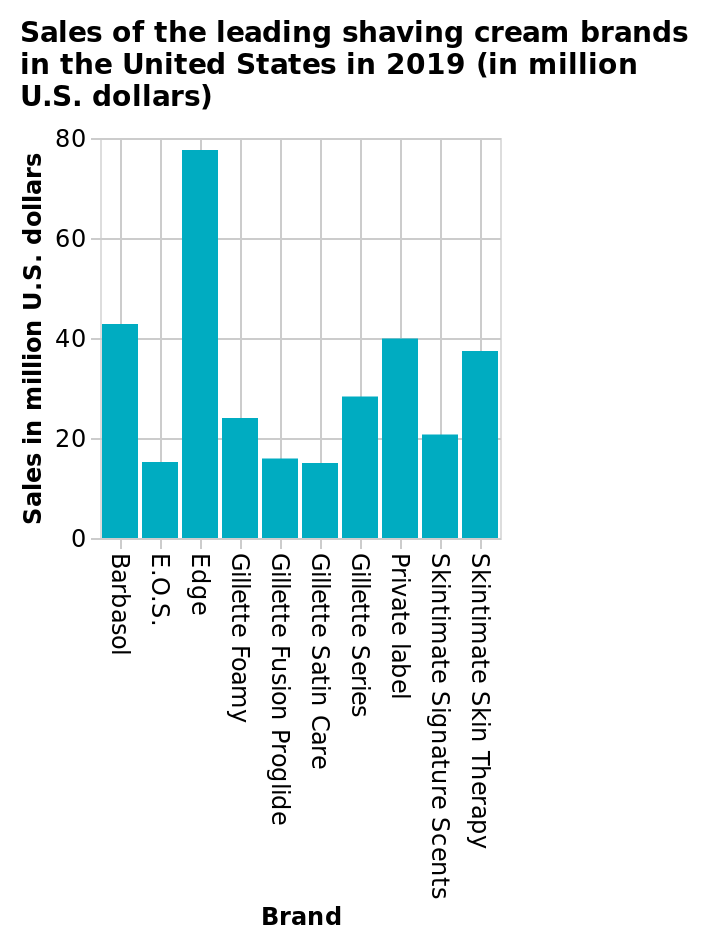 Sales of the leading shaving cream brands
in the United States in 2019 (in million
U.S. dollars)
Sales in million U.S. dollars
80
60
40
20
0
Barbasol
E.O.S.
Edge
Gillette Foamy
Gillette Fusion Proglide
Gillette Satin Care
Gillette Series
Private label
Skintimate Signature Scents
Skintimate Skin Therapy
Brand